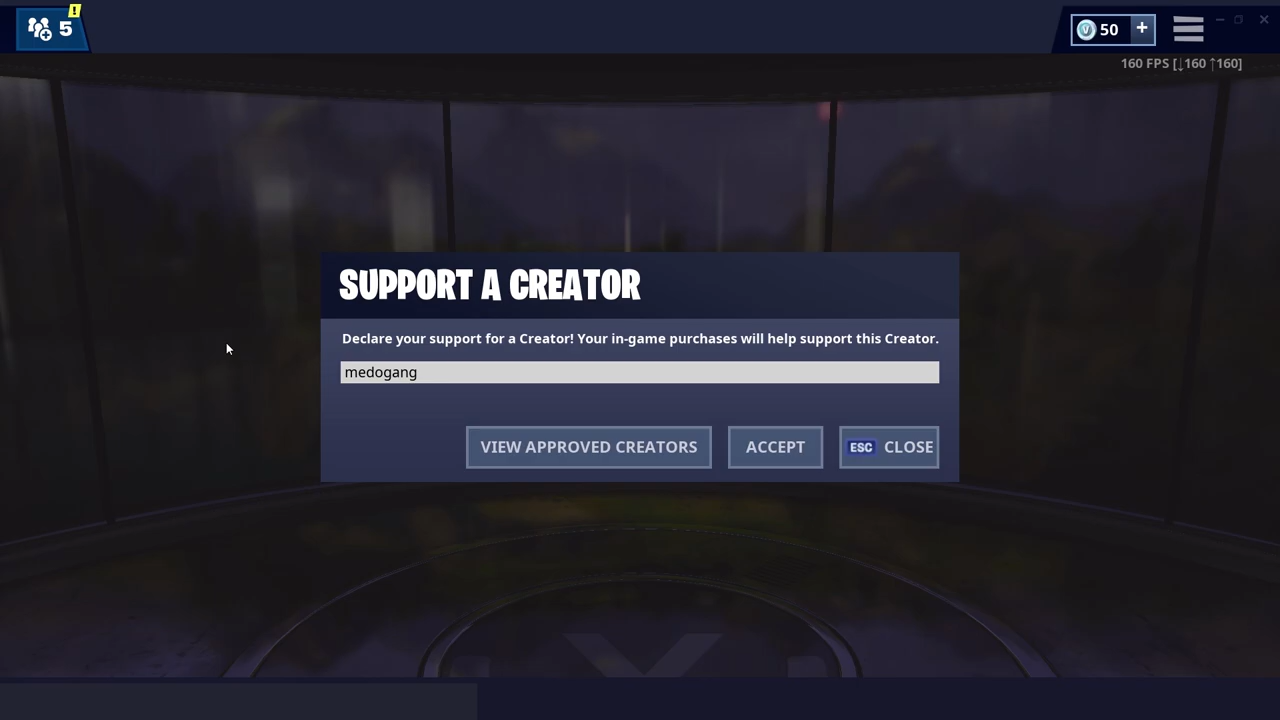 !
5
50 +
160 FPS [↓160 ↑160]
SUPPORT A CREATOR
Declare your support for a Creator! Your in-game purchases will help support this Creator.
medogang
VIEW APPROVED CREATORS
ACCEPT
ESC CLOSE